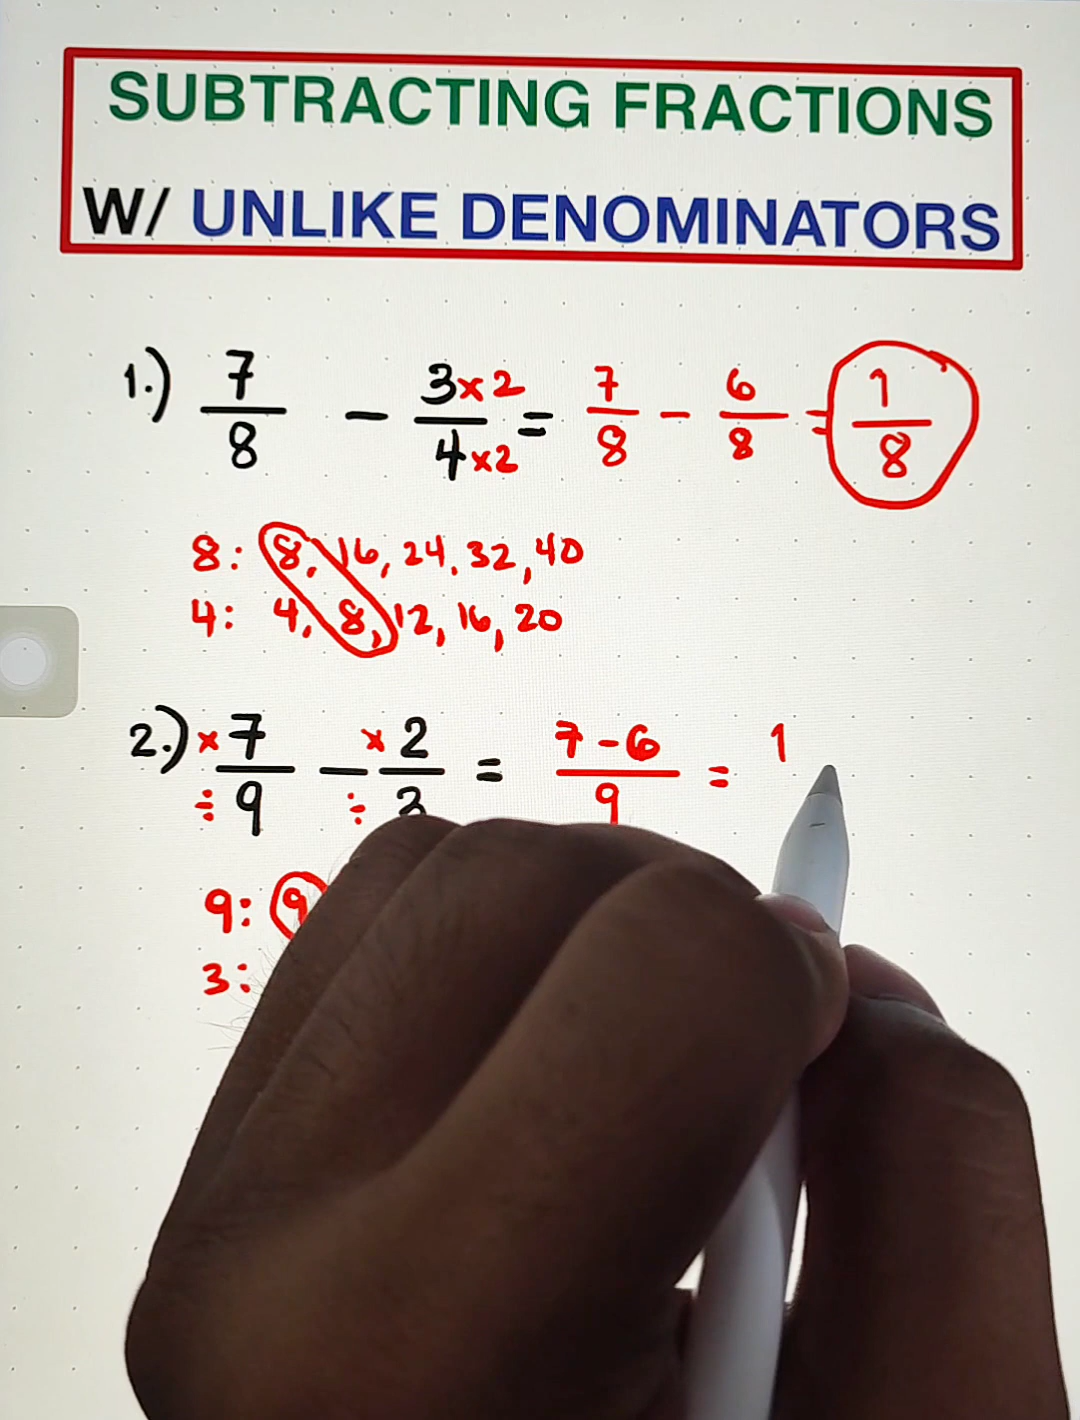 SUBTRACTING FRACTIONS
W/ UNLIKE DENOMINATORS
1.) 7/8 - 3×2/4×2 = 7/8 - 6/8 = 1/8
8: 8, 16, 24, 32, 40
4: 4, 8, 12, 16, 20
2.) × 7/÷ 9 - × 2/÷ 3 = 7-6/9 = 1
9: 9
3: